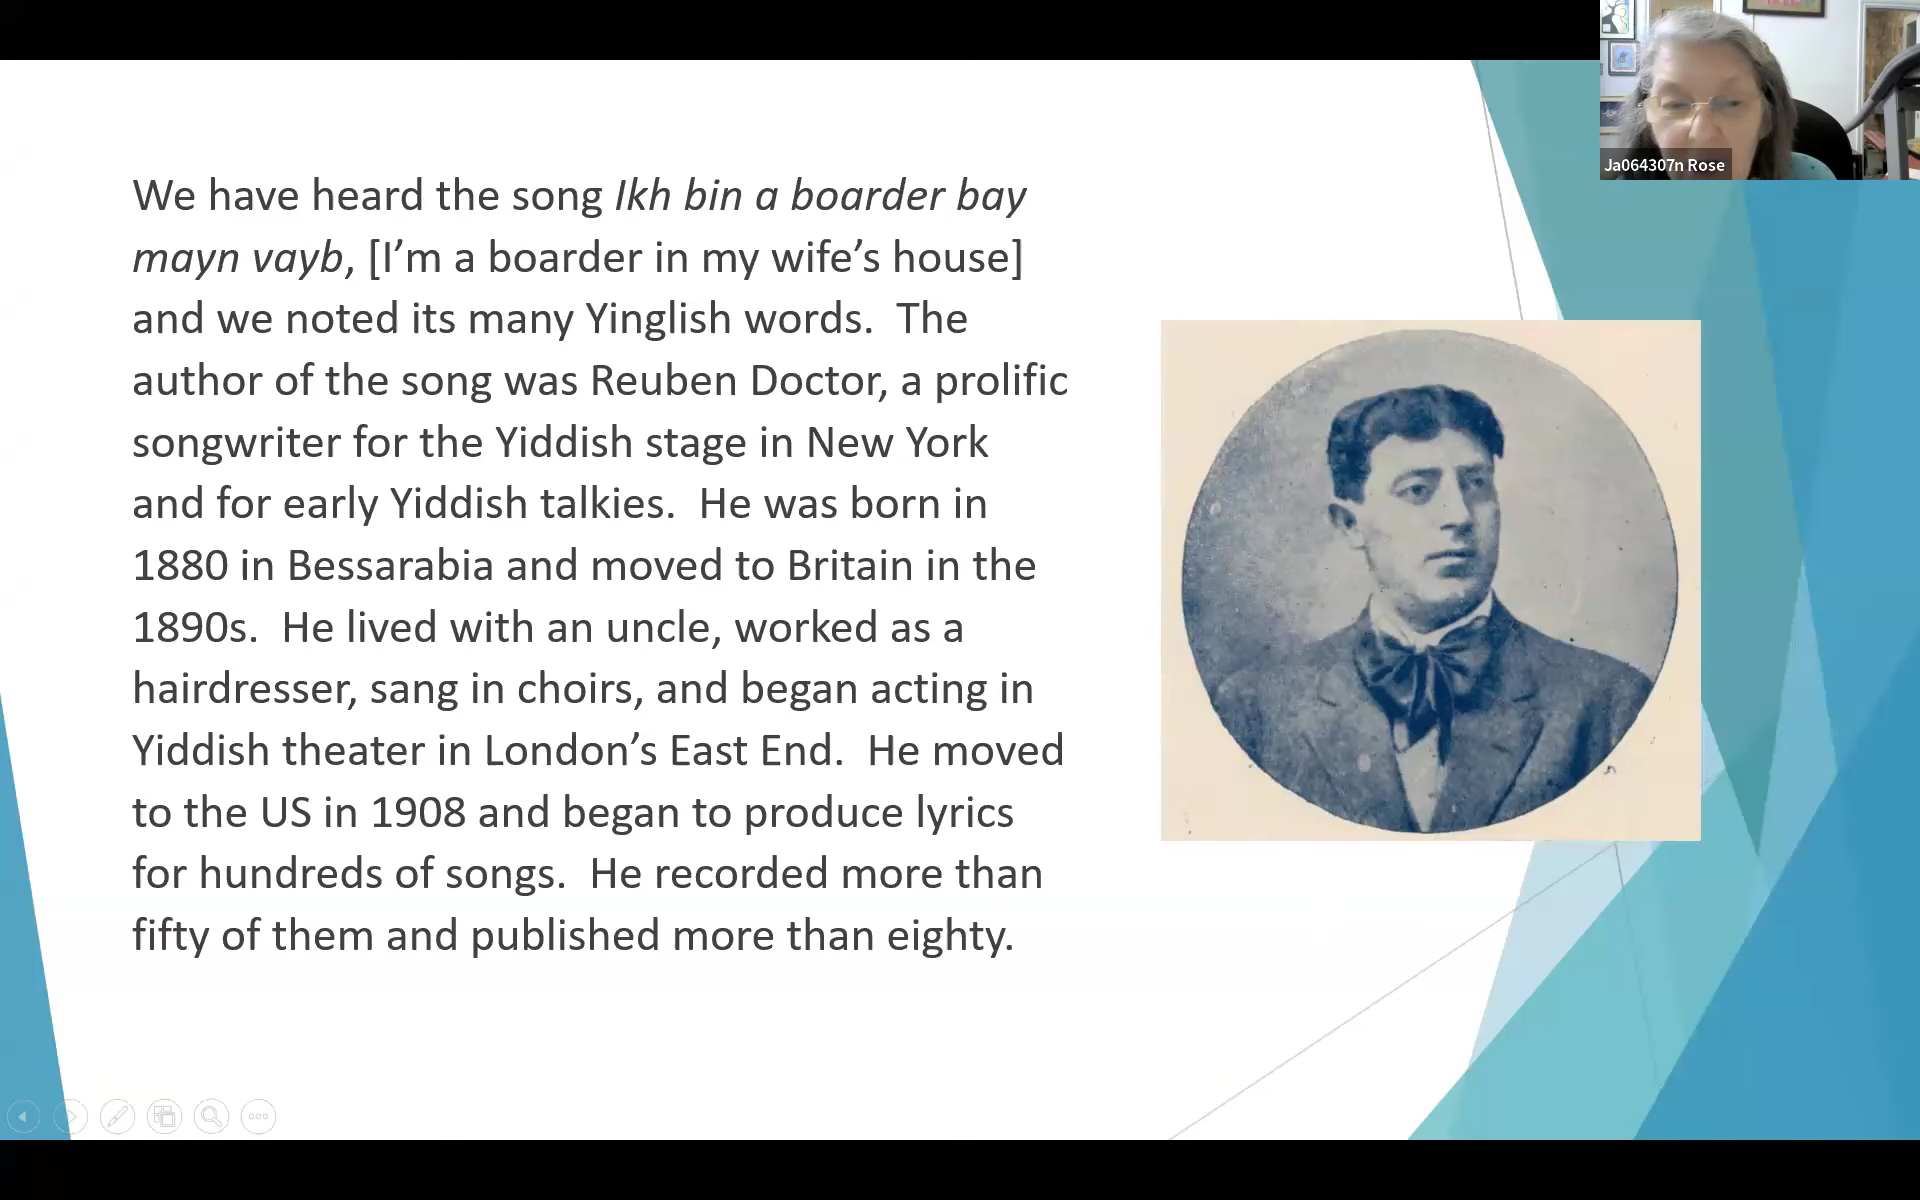 Ja064307n Rose
We have heard the song Ikh bin a boarder bay
mayn vayb, [I’m a boarder in my wife’s house]
and we noted its many Yinglish words.  The
author of the song was Reuben Doctor, a prolific
songwriter for the Yiddish stage in New York
and for early Yiddish talkies.  He was born in
1880 in Bessarabia and moved to Britain in the
1890s.  He lived with an uncle, worked as a
hairdresser, sang in choirs, and began acting in
Yiddish theater in London’s East End.  He moved
to the US in 1908 and began to produce lyrics
for hundreds of songs.  He recorded more than
fifty of them and published more than eighty.